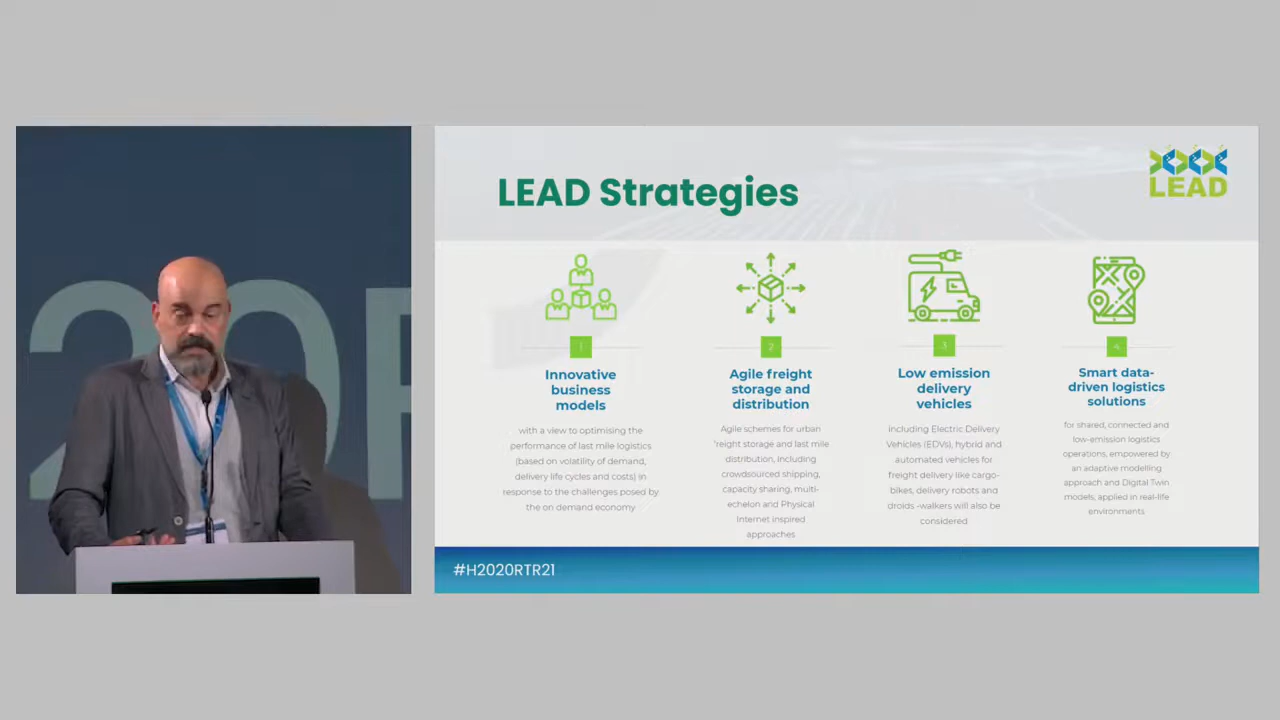 LEAD Strategies
LEAD
1
Innovative
business
models
with a view to optimising the
performance of last mile logistics
(based on volatility of demand,
delivery life cycles and costs) in
response to the challenges posed by
the on demand economy
2
Agile freight
storage and
distribution
Agile schemes for urban
freight storage and last mile
distribution, including
crowdsourced shipping,
capacity sharing, multi-
echelon and Physical
Internet inspired
approaches
3
Low emission
delivery
vehicles
including Electric Delivery
Vehicles (EDVs), hybrid and
automated vehicles for
freight delivery like cargo-
bikes, delivery robots and
droids -walkers will also be
considered
4
Smart data-
driven logistics
solutions
for shared, connected and
low-emission logistics
operations, empowered by
an adaptive modelling
approach and Digital Twin
models, applied in real-life
environments
#H2020RTR21